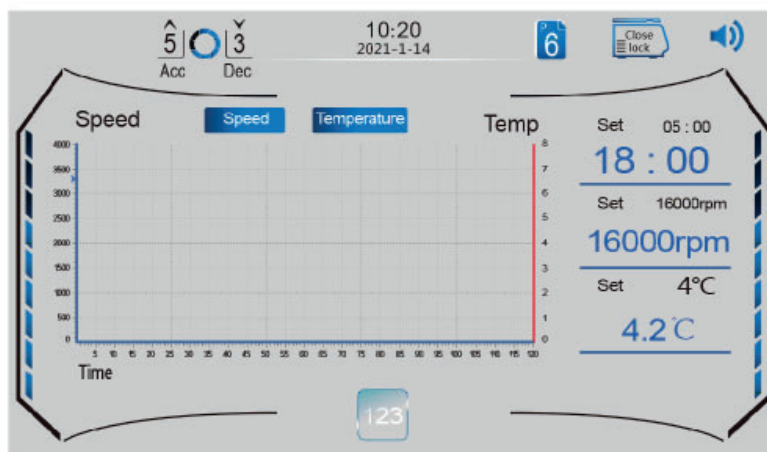 5 3
Acc Dec
10:20
2021-1-14
6
Close
lock
Speed
Speed
Temperature
Temp
4000
3500
3000
2500
2000
1500
1000
500
0
8
7
6
5
4
3
2
1
0
5 10 15 20 25 30 35 40 45 50 55 60 65 70 75 80 85 90 95 100 105 110 115 120
Time
Set 05 : 00
18 : 00
Set 16000rpm
16000rpm
Set 4°C
4.2°C
123